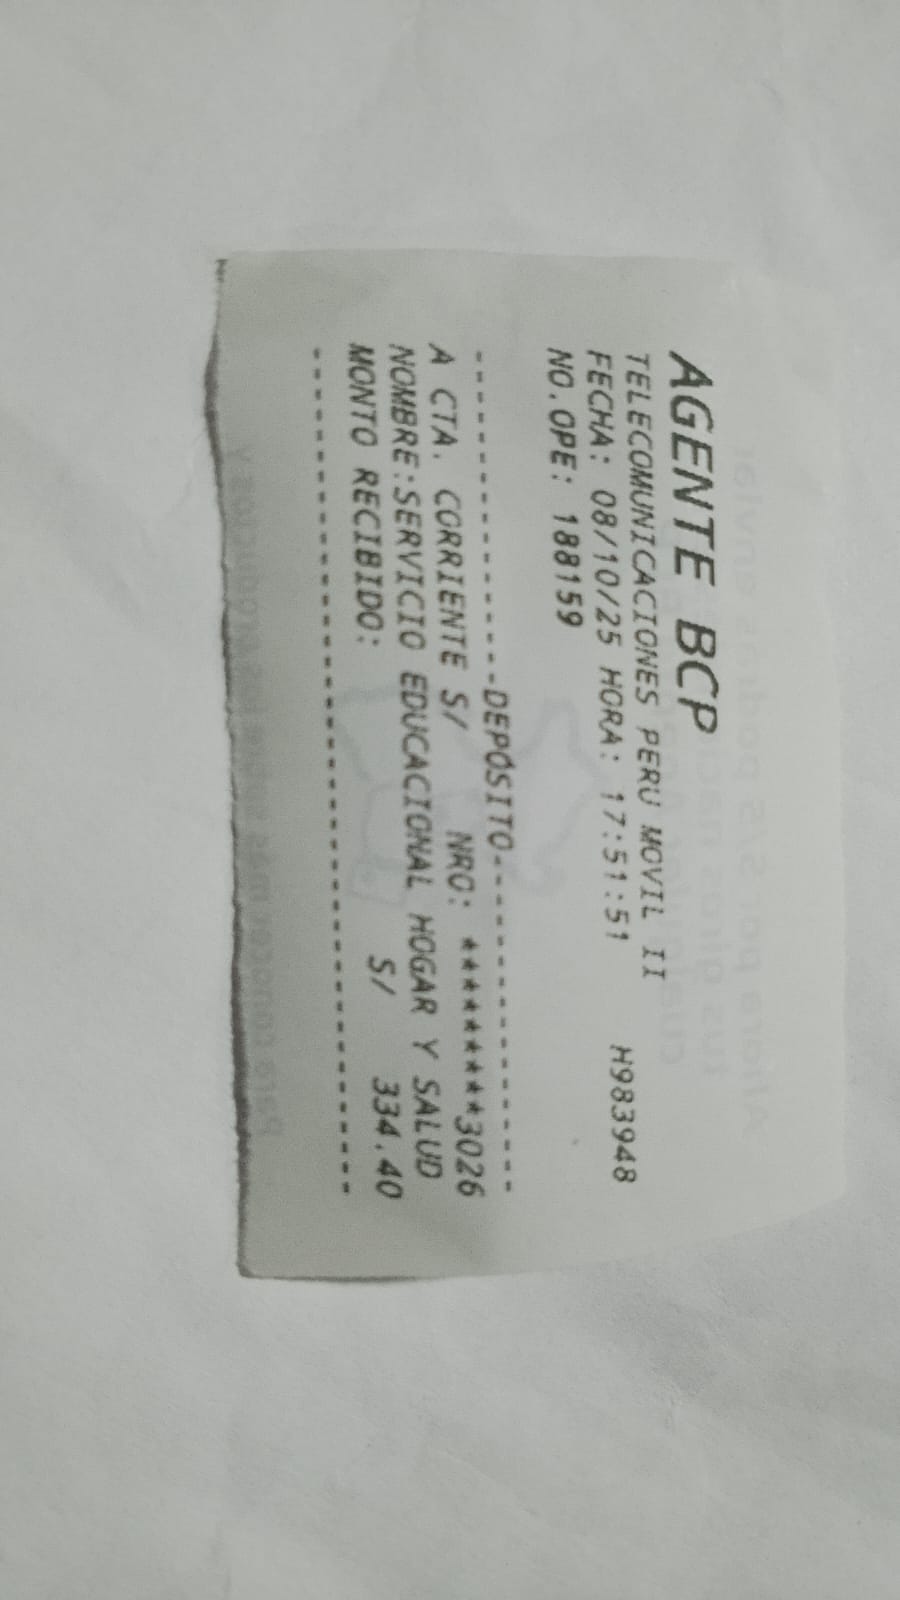 AGENTE BCP
TELECOMUNICACIONES PERU MOVIL II
FECHA: 08/10/25 HORA: 17:51:51 H983948
NO.OPE: 188159
-----------------DEPÓSITO-----------------
A CTA. CORRIENTE S/ NRO: *********3026
NOMBRE:SERVICIO EDUCACIONAL HOGAR Y SALUD
MONTO RECIBIDO: S/ 334.40
------------------------------------------